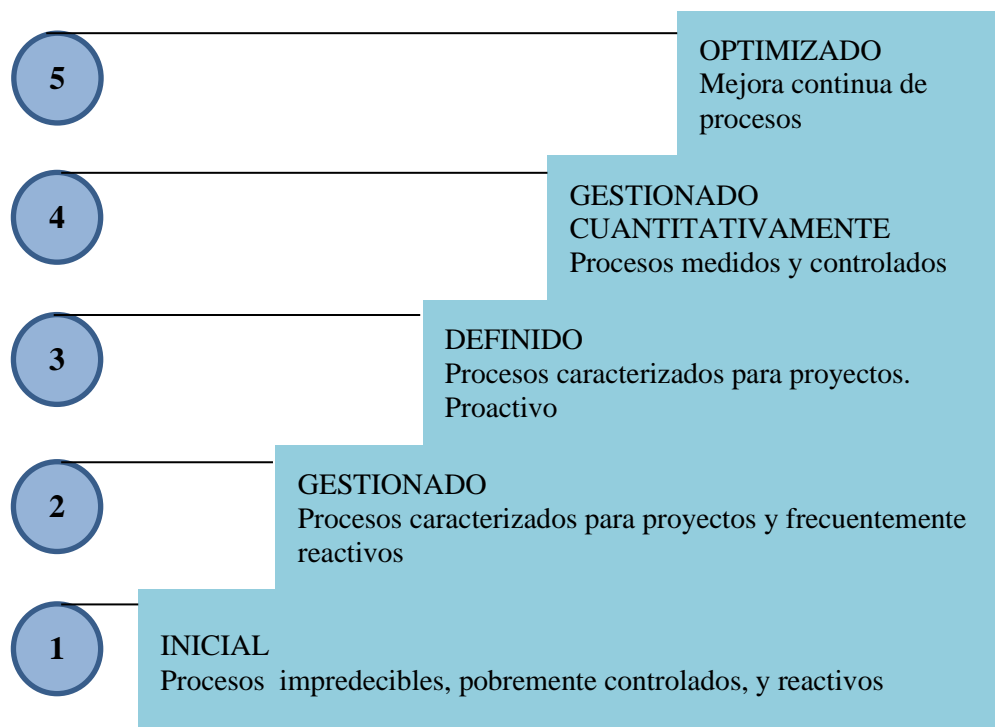 5
OPTIMIZADO
Mejora continua de
procesos
4
GESTIONADO
CUANTITATIVAMENTE
Procesos medidos y controlados
3
DEFINIDO
Procesos caracterizados para proyectos.
Proactivo
2
GESTIONADO
Procesos caracterizados para proyectos y frecuentemente
reactivos
1
INICIAL
Procesos  impredecibles, pobremente controlados, y reactivos